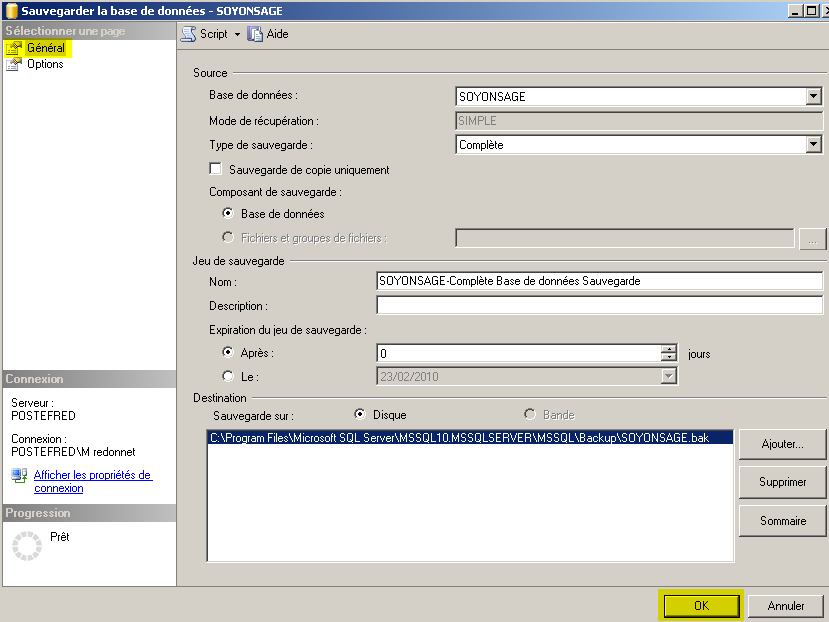 Sauvegarder la base de données - SOYONSAGE
Sélectionner une page
Général
Options
Script
Aide
Source
Base de données :
SOYONSAGE
Mode de récupération :
SIMPLE
Type de sauvegarde :
Complète
Sauvegarde de copie uniquement
Composant de sauvegarde :
Base de données
Fichiers et groupes de fichiers :
...
Jeu de sauvegarde
Nom :
SOYONSAGE-Complète Base de données Sauvegarde
Description :
Expiration du jeu de sauvegarde :
Après :
0
jours
Le :
23/02/2010
Destination
Sauvegarde sur :
Disque
Bande
C:\Program Files\Microsoft SQL Server\MSSQL10.MSSQLSERVER\MSSQL\Backup\SOYONSAGE.bak
Ajouter...
Supprimer
Sommaire
Connexion
Serveur :
POSTEFRED
Connexion :
POSTEFRED\M redonnet
Afficher les propriétés de
connexion
Progression
Prêt
OK
Annuler